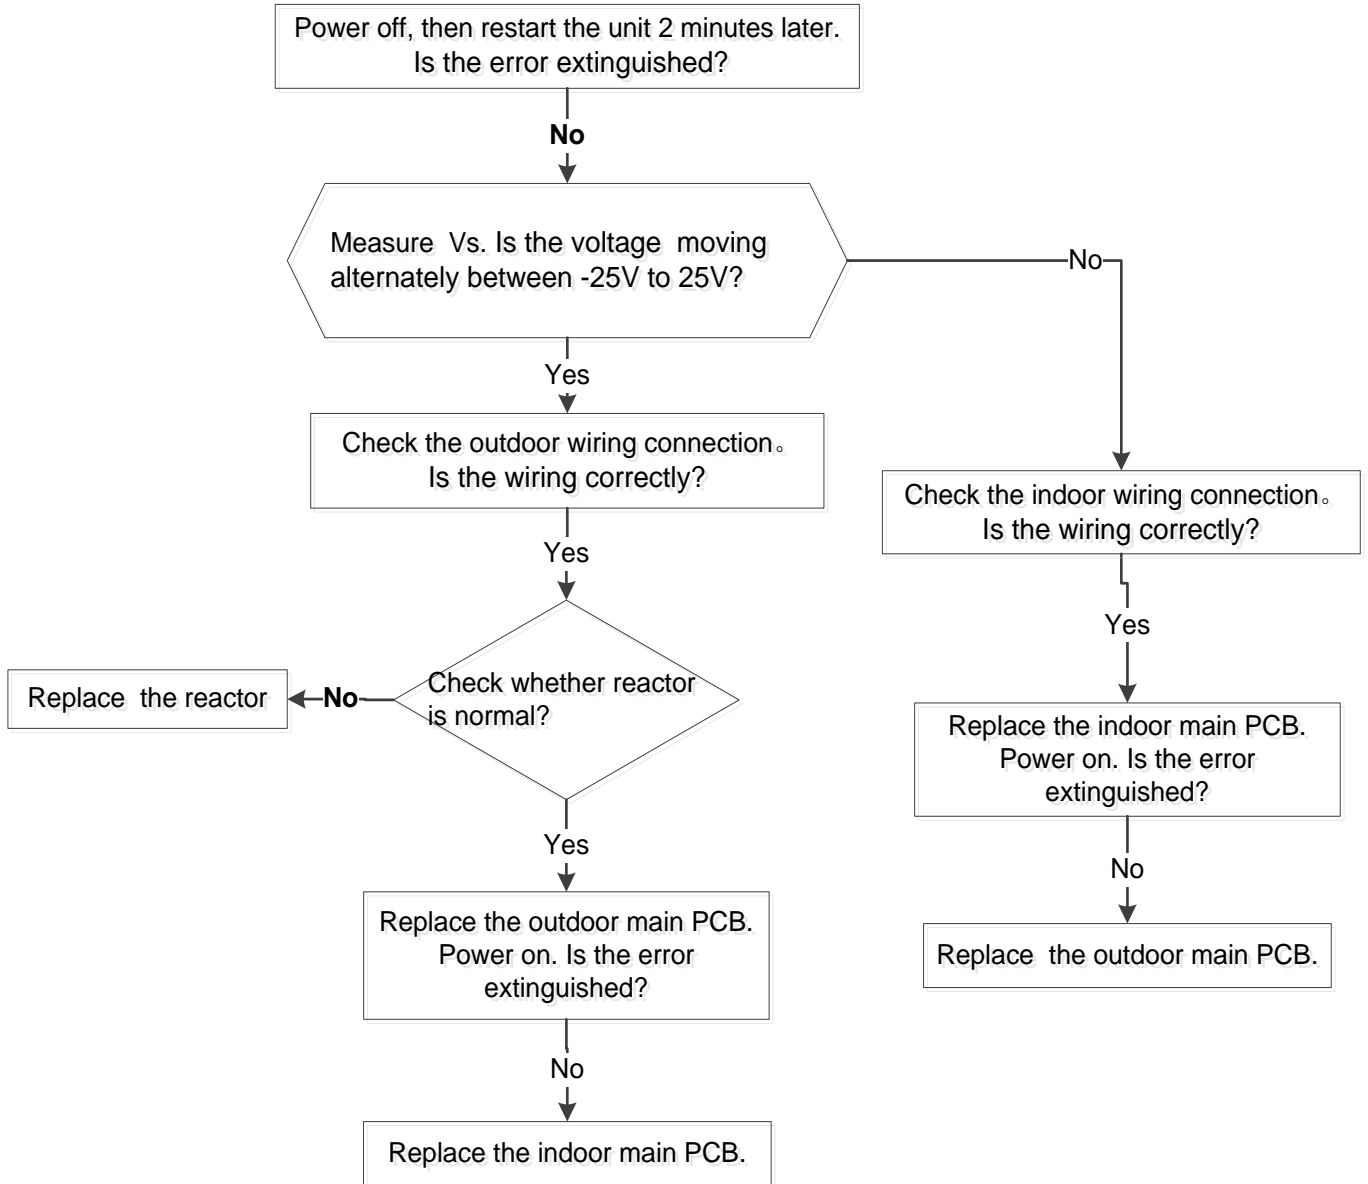 Power off, then restart the unit 2 minutes later.
Is the error extinguished?
No
Measure Vs. Is the voltage moving
alternately between -25V to 25V?
No
Yes
Check the outdoor wiring connection。
Is the wiring correctly?
Check the indoor wiring connection。
Is the wiring correctly?
Yes
Yes
Check whether reactor
is normal?
No
Replace the reactor
Replace the indoor main PCB.
Power on. Is the error
extinguished?
Yes
No
Replace the outdoor main PCB.
Power on. Is the error
extinguished?
Replace the outdoor main PCB.
No
Replace the indoor main PCB.